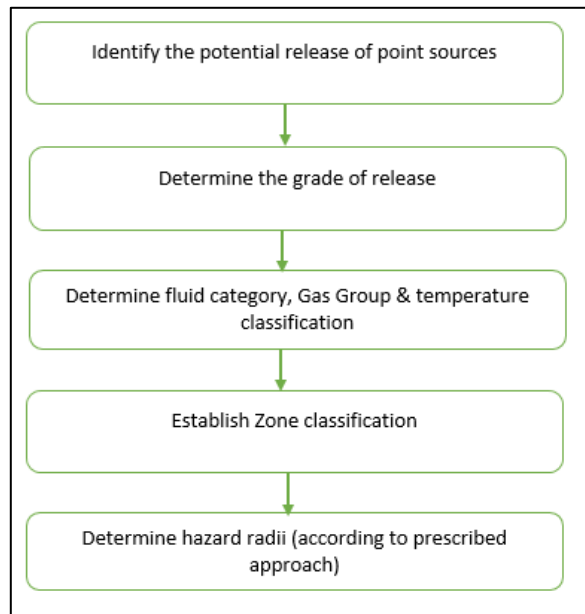 Identify the potential release of point sources
Determine the grade of release
Determine fluid category, Gas Group & temperature
classification
Establish Zone classification
Determine hazard radii (according to prescribed
approach)